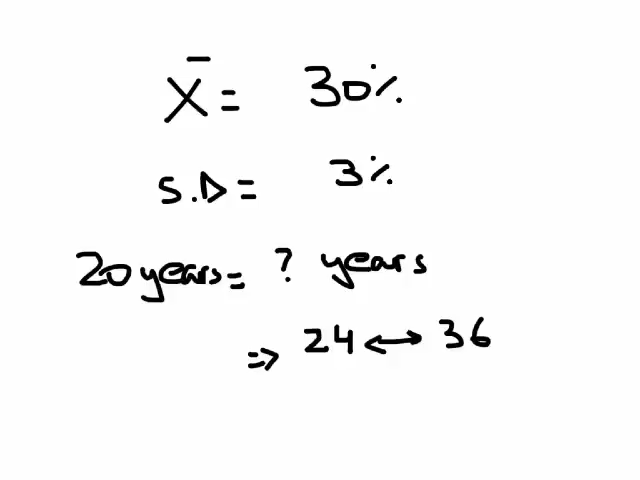 X̄ = 30%
S.D = 3%
20 years = ? years
⇒ 24 ↔ 36